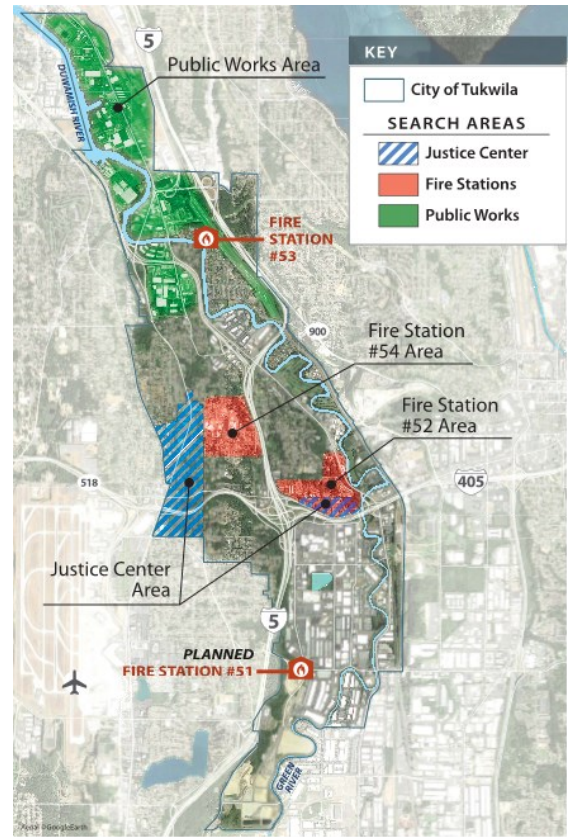 5
Public Works Area
DUWAMISH RIVER
KEY
City of Tukwila
SEARCH AREAS
Justice Center
Fire Stations
Public Works
FIRE
STATION
#53
900
Fire Station
#54 Area
Fire Station
#52 Area
518
405
Justice Center
Area
5
PLANNED
FIRE STATION #51
GREEN
RIVER
Aerial ©GoogleEarth